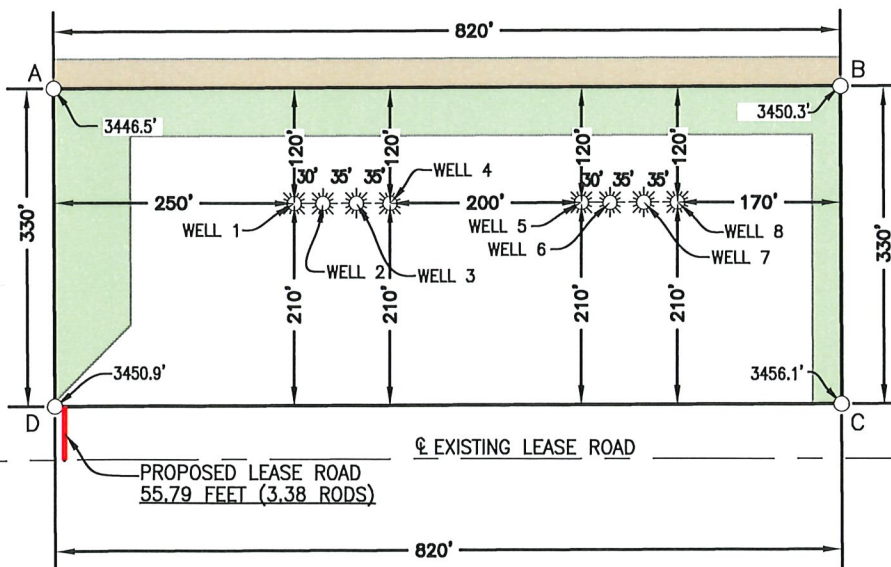 820'
A
B
3446.5'
3450.3'
120'
120'
120'
120'
30' 35' 35'
30' 35' 35'
WELL 4
250'
200'
170'
WELL 1
WELL 5
WELL 8
WELL 6
WELL 2
WELL 3
WELL 7
330'
330'
210'
210'
210'
210'
3450.9'
3456.1'
D
C
℄ EXISTING LEASE ROAD
PROPOSED LEASE ROAD
55.79 FEET (3.38 RODS)
820'